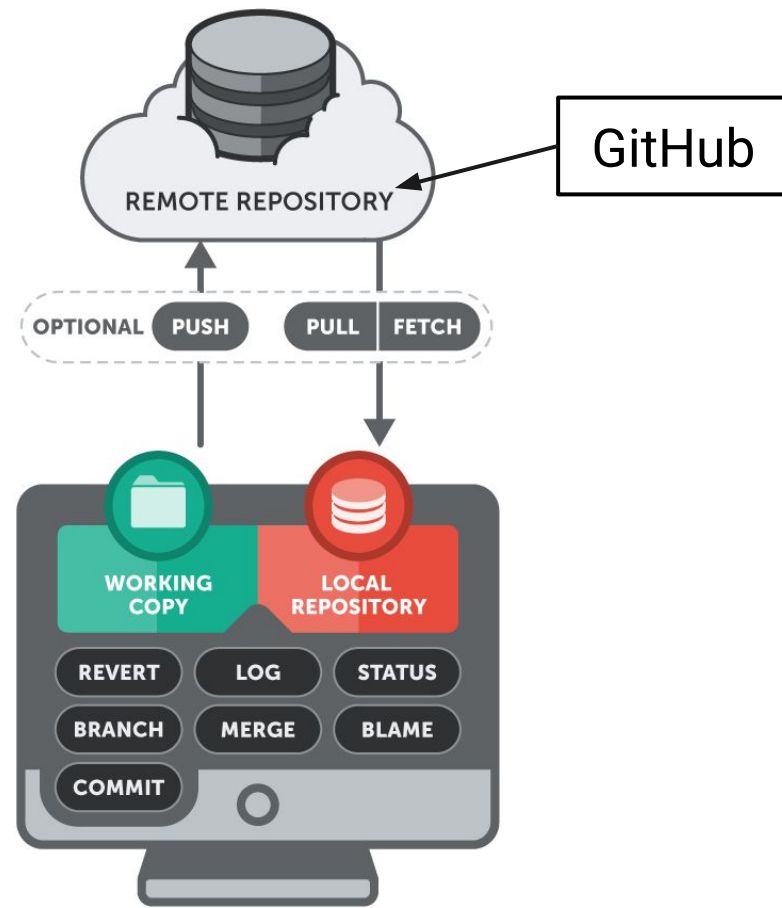 GitHub
REMOTE REPOSITORY
OPTIONAL PUSH PULL FETCH
WORKING
COPY
LOCAL
REPOSITORY
REVERT LOG STATUS
BRANCH MERGE BLAME
COMMIT